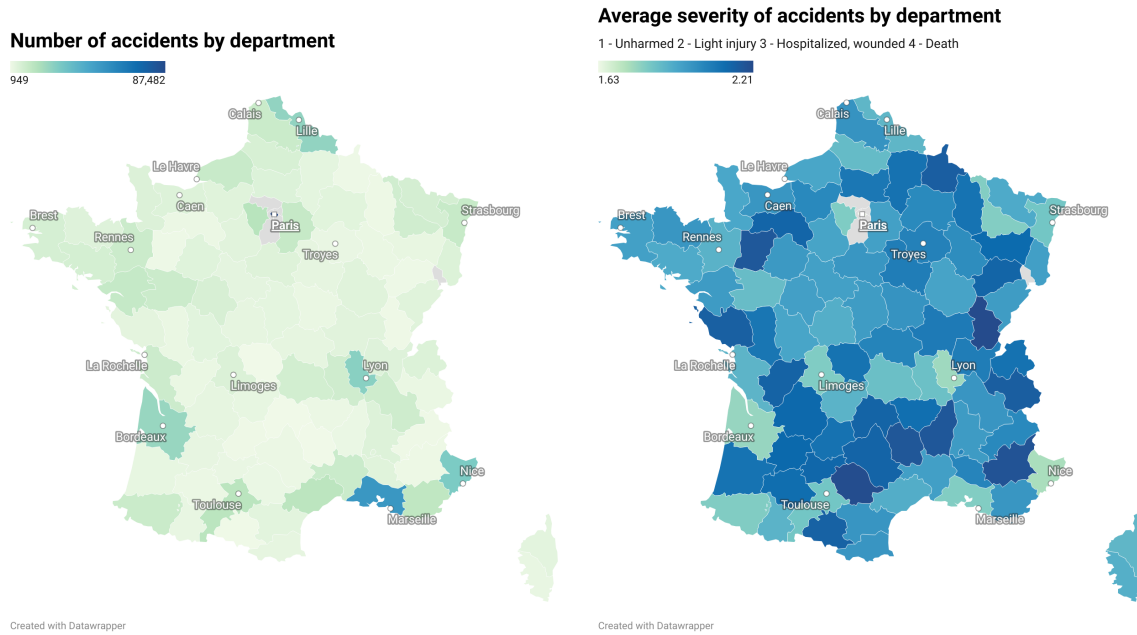 Number of accidents by department
949 87,482
Calais
Lille
Le Havre
Caen
Brest
Rennes
Paris
Strasbourg
Troyes
La Rochelle
Limoges
Lyon
Bordeaux
Nice
Toulouse
Marseille
Created with Datawrapper
Average severity of accidents by department
1 - Unharmed 2 - Light injury 3 - Hospitalized, wounded 4 - Death
1.63 2.21
Calais
Lille
Le Havre
Caen
Brest
Rennes
Paris
Strasbourg
Troyes
La Rochelle
Limoges
Lyon
Bordeaux
Nice
Toulouse
Marseille
Created with Datawrapper